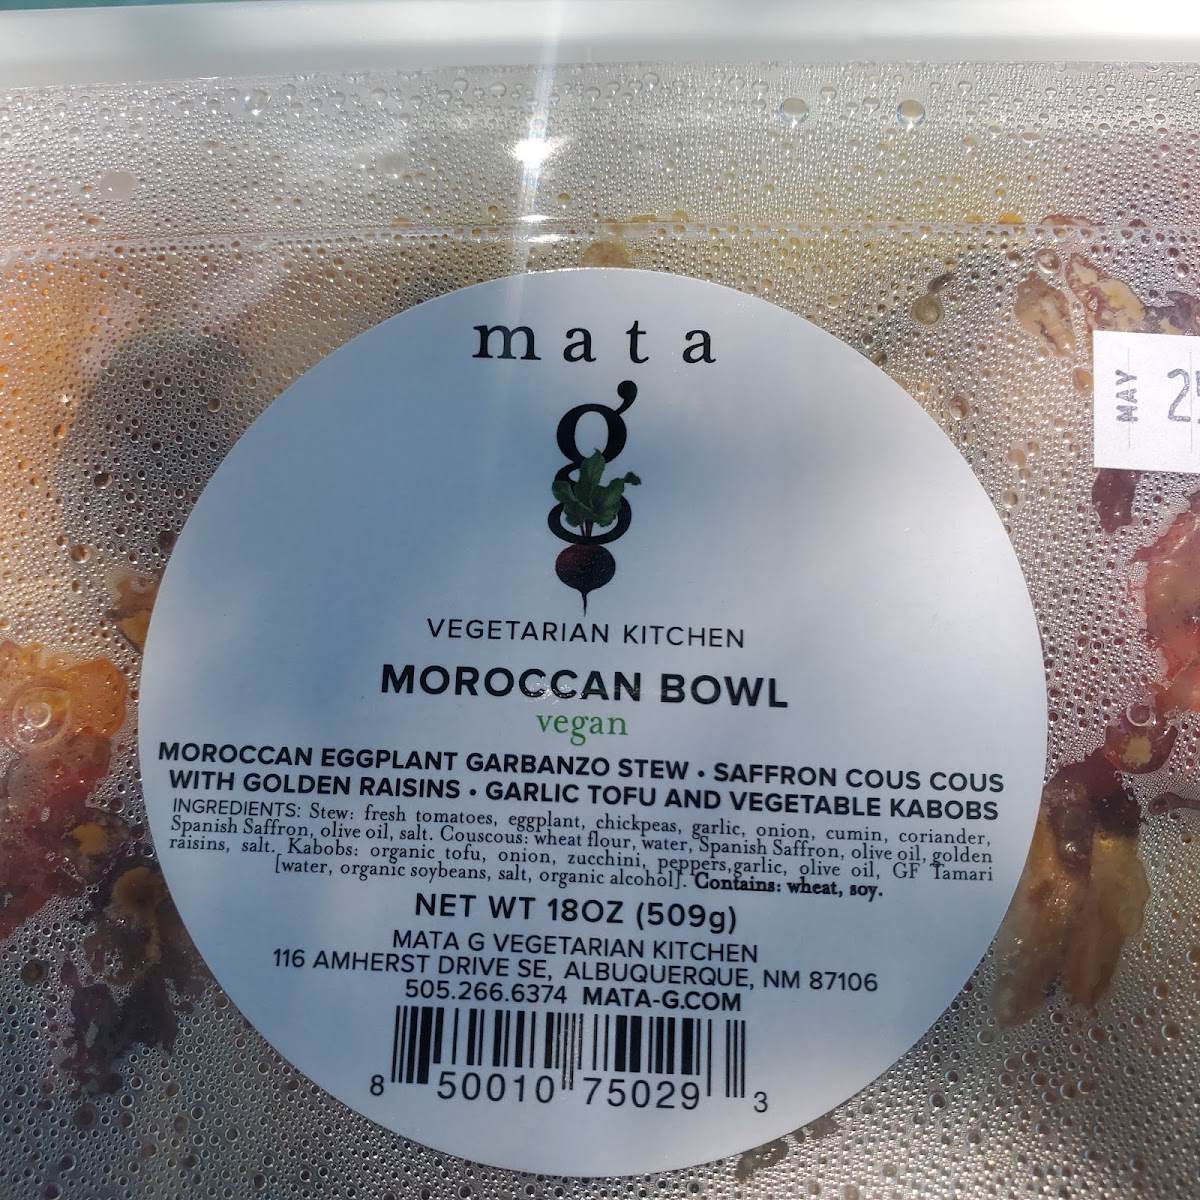 mata
g
VEGETARIAN KITCHEN
MOROCCAN BOWL
vegan
MOROCCAN EGGPLANT GARBANZO STEW • SAFFRON COUS COUS
WITH GOLDEN RAISINS • GARLIC TOFU AND VEGETABLE KABOBS
INGREDIENTS: Stew: fresh tomatoes, eggplant, chickpeas, garlic, onion, cumin, coriander,
Spanish Saffron, olive oil, salt. Couscous: wheat flour, water, Spanish Saffron, olive oil, golden
raisins, salt. Kabobs: organic tofu, onion, zucchini, peppers,garlic, olive oil, GF Tamari
[water, organic soybeans, salt, organic alcohol]. Contains: wheat, soy.
NET WT 18OZ (509g)
MATA G VEGETARIAN KITCHEN
116 AMHERST DRIVE SE, ALBUQUERQUE, NM 87106
505.266.6374 MATA-G.COM
8 50010 75029 3
MAY 25